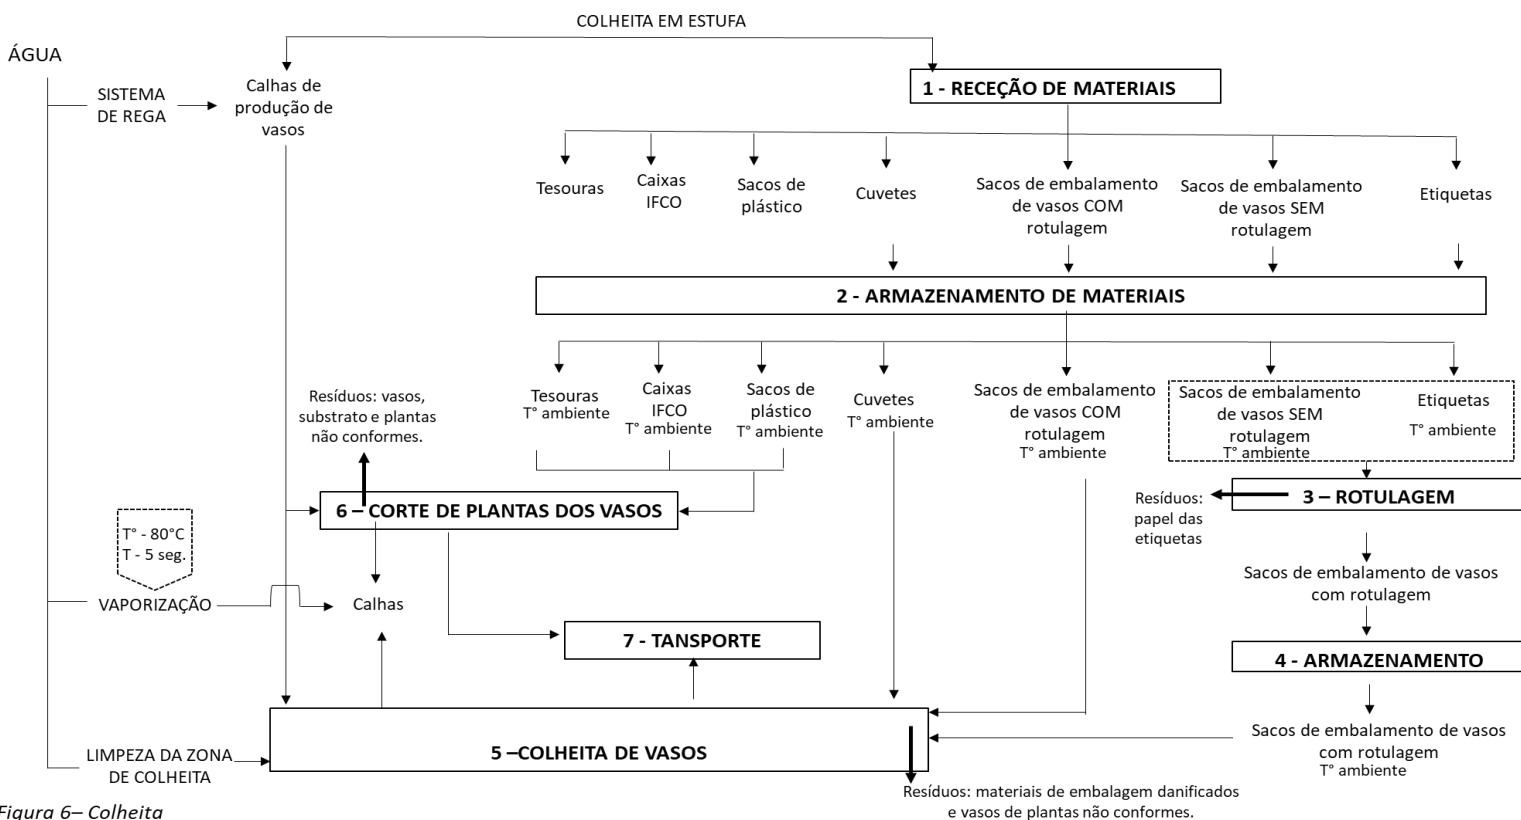 COLHEITA EM ESTUFA
ÁGUA
SISTEMA
DE REGA
Calhas de
produção de
vasos
1 - RECEÇÃO DE MATERIAIS
Tesouras
Caixas
IFCO
Sacos de
plástico
Cuvetes
Sacos de embalamento
de vasos COM
rotulagem
Sacos de embalamento
de vasos SEM
rotulagem
Etiquetas
2 - ARMAZENAMENTO DE MATERIAIS
Tesouras
T° ambiente
Caixas
IFCO
T° ambiente
Sacos de
plástico
T° ambiente
Cuvetes
T° ambiente
Sacos de embalamento
de vasos COM
rotulagem
T° ambiente
Sacos de embalamento
de vasos SEM
rotulagem
T° ambiente
Etiquetas
T° ambiente
Resíduos: vasos,
substrato e plantas
não conformes.
6 – CORTE DE PLANTAS DOS VASOS
Resíduos:
papel das
etiquetas
3 – ROTULAGEM
T° - 80°C
T - 5 seg.
VAPORIZAÇÃO
Calhas
Sacos de embalamento de vasos
com rotulagem
7 - TANSPORTE
4 - ARMAZENAMENTO
LIMPEZA DA ZONA
DE COLHEITA
5 –COLHEITA DE VASOS
Sacos de embalamento de vasos
com rotulagem
T° ambiente
Resíduos: materiais de embalagem danificados
e vasos de plantas não conformes.
Figura 6– Colheita